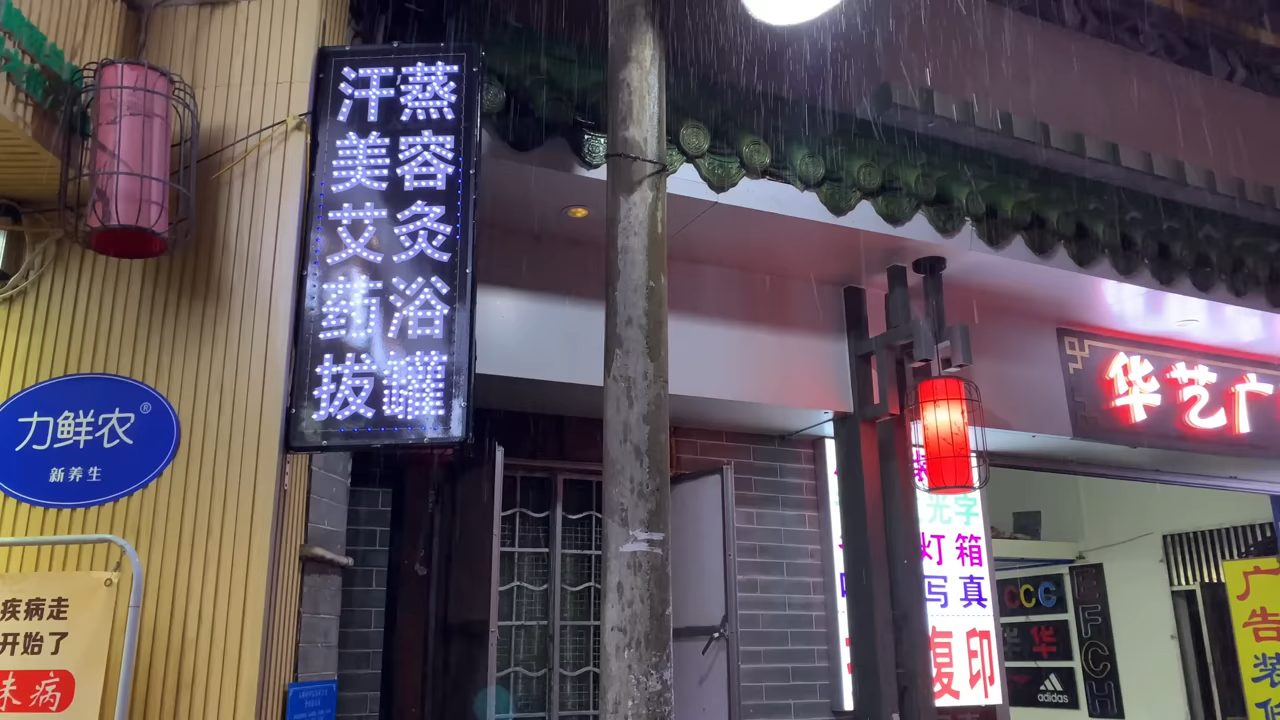 汗蒸
美容
艾灸
药浴
拔罐
力鲜农®
新养生
疾病走
开始了
未病
华艺广
光字
灯箱
写真
复印
CCC
华
EFCH
adidas
广告装